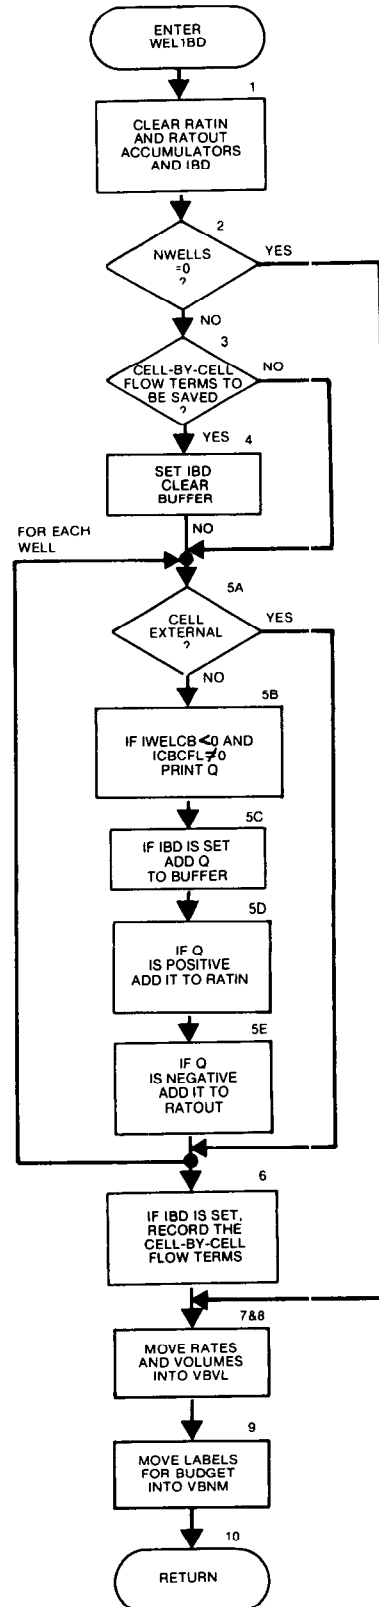 ENTER
WEL1BD
1
CLEAR RATIN
AND RATOUT
ACCUMULATORS
AND IBD
2
NWELLS
=0
?
YES
NO
3
CELL-BY-CELL
FLOW TERMS TO
BE SAVED
?
NO
YES
4
SET IBD
CLEAR
BUFFER
NO
FOR EACH
WELL
5A
CELL
EXTERNAL
?
YES
NO
5B
IF IWELCB <0 AND
ICBCFL≠0
PRINT Q
5C
IF IBD IS SET
ADD Q
TO BUFFER
5D
IF Q
IS POSITIVE
ADD IT TO RATIN
5E
IF Q
IS NEGATIVE
ADD IT TO
RATOUT
6
IF IBD IS SET,
RECORD THE
CELL-BY-CELL
FLOW TERMS
7&8
MOVE RATES
AND VOLUMES
INTO VBVL
9
MOVE LABELS
FOR BUDGET
INTO VBNM
10
RETURN